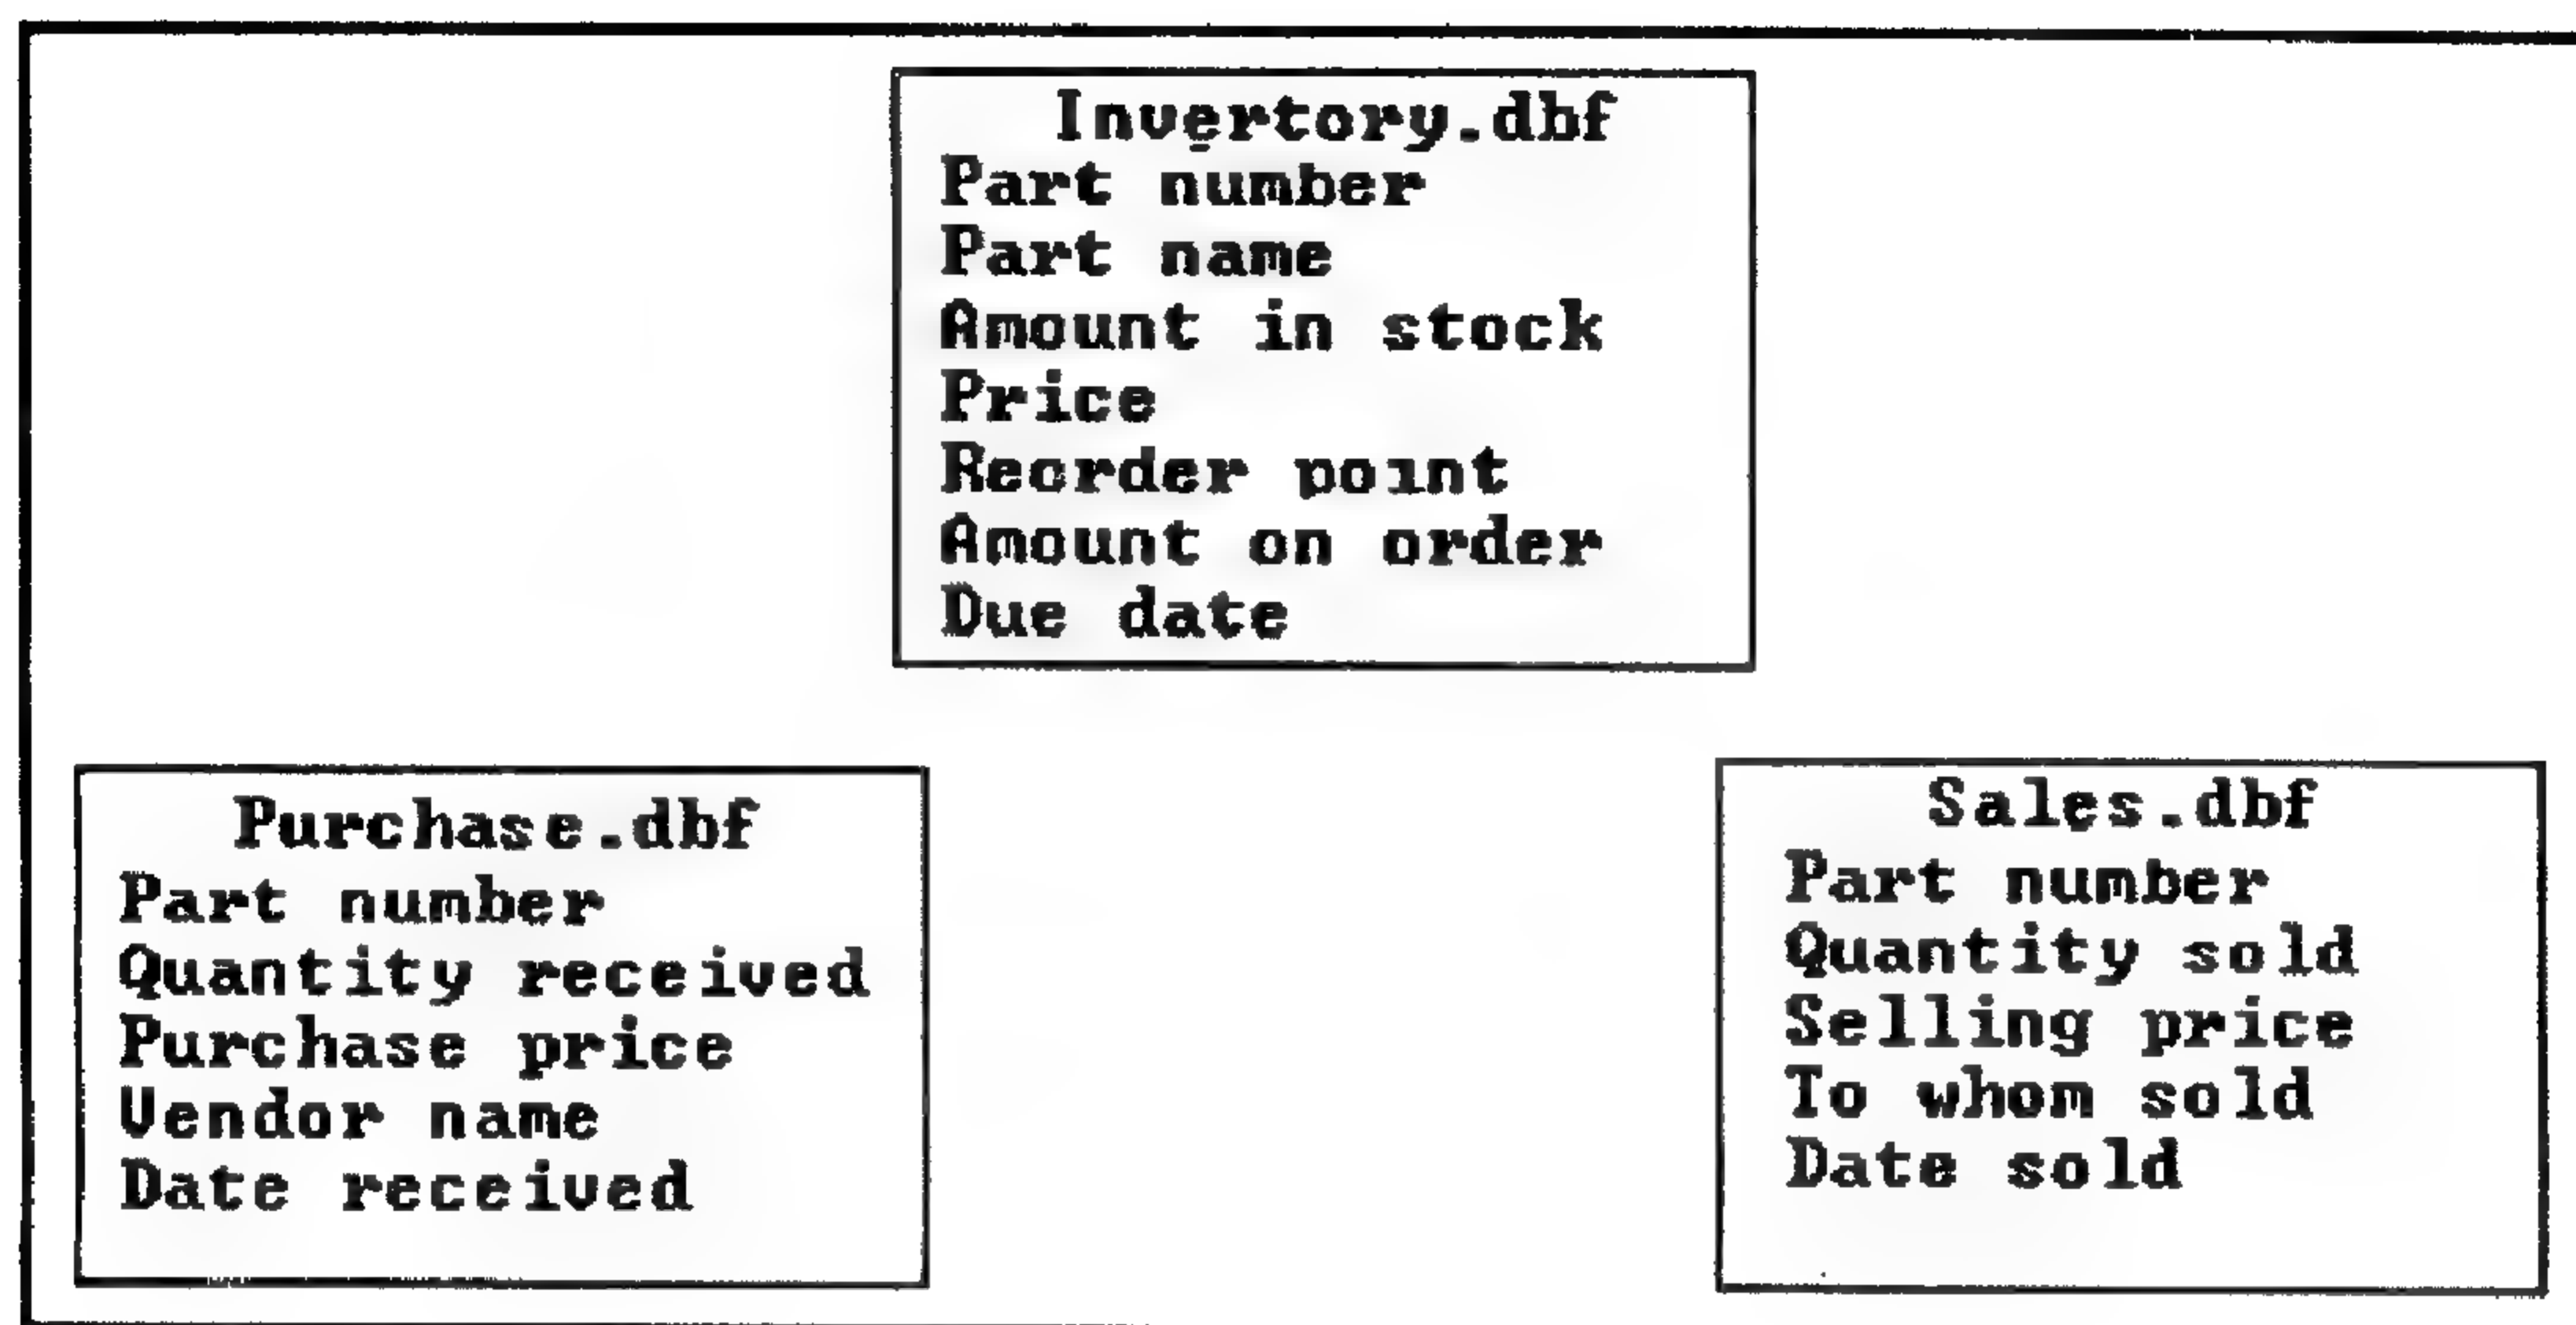 Invertory.dbf
Part number
Part name
Amount in stock
Price
Reorder point
Amount on order
Due date
Purchase.dbf
Part number
Quantity received
Purchase price
Vendor name
Date received
Sales.dbf
Part number
Quantity sold
Selling price
To whom sold
Date sold